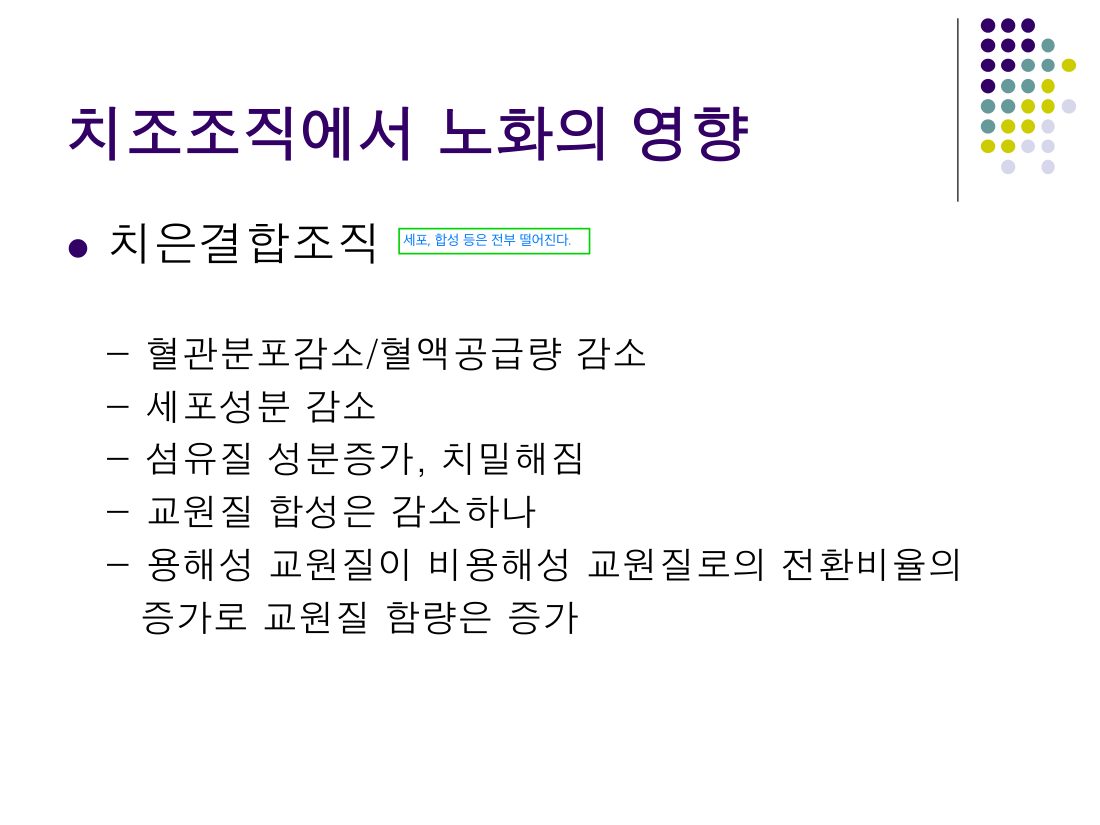 치조조직에서 노화의 영향
● 치은결합조직 세포, 합성 등은 전부 떨어진다.
– 혈관분포감소/혈액공급량 감소
– 세포성분 감소
– 섬유질 성분증가, 치밀해짐
– 교원질 합성은 감소하나
– 용해성 교원질이 비용해성 교원질로의 전환비율의
증가로 교원질 함량은 증가